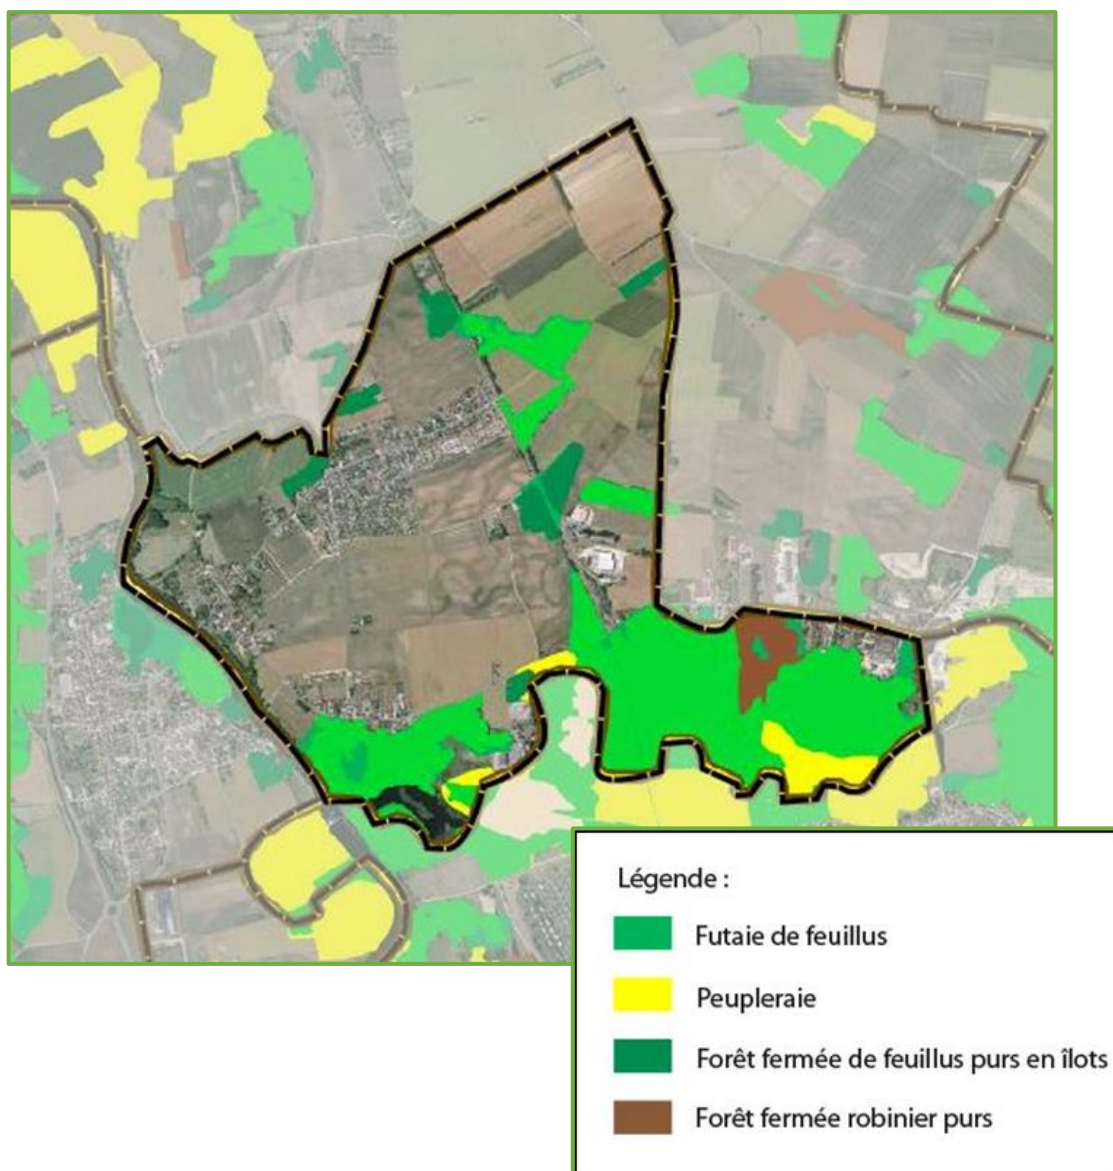 Légende :
Futaie de feuillus
Peupleraie
Forêt fermée de feuillus purs en îlots
Forêt fermée robinier purs